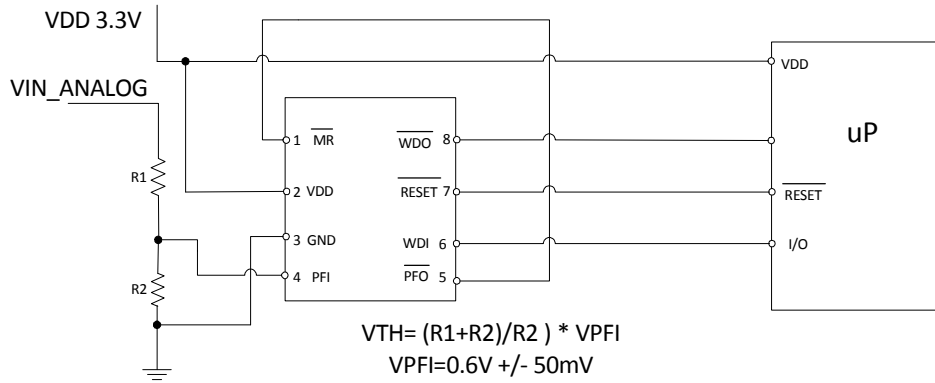 VDD 3.3V
VIN_ANALOG
R1
R2
1 MR
2 VDD
3 GND
4 PFI
WDO 8
RESET 7
WDI 6
PFO 5
VDD
uP
RESET
I/O
VTH= (R1+R2)/R2 ) * VPFI
VPFI=0.6V +/- 50mV